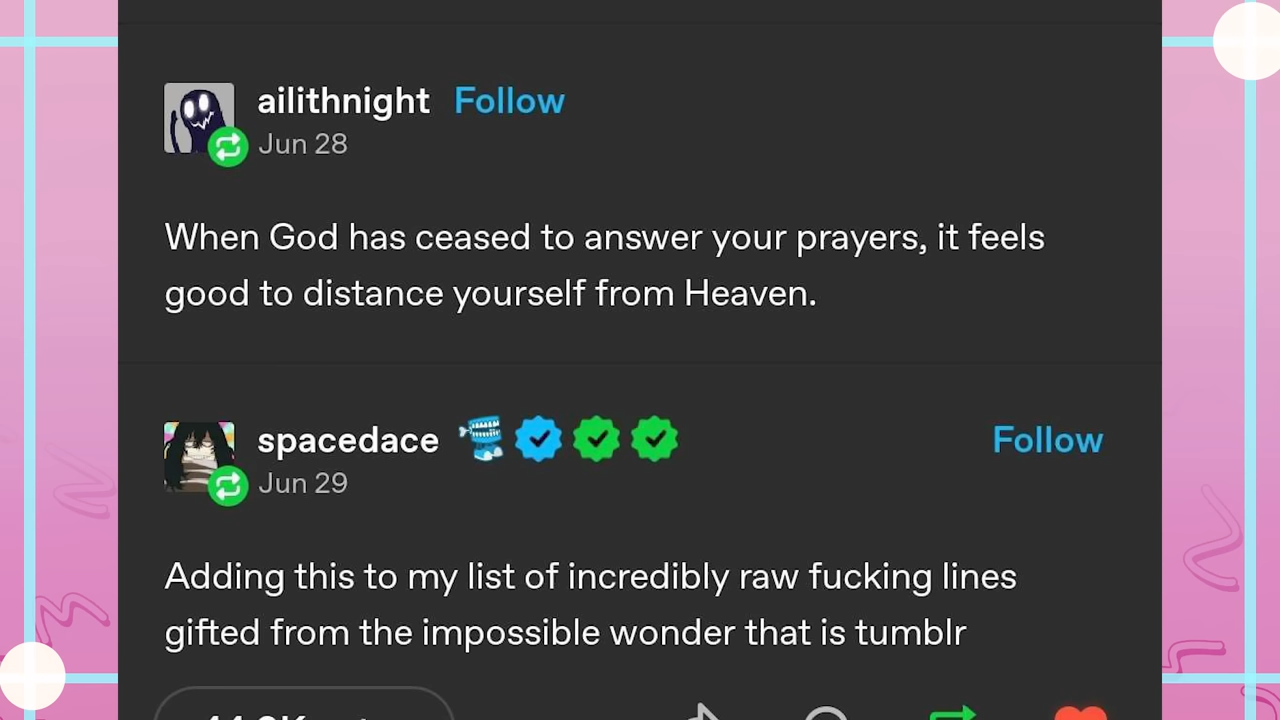 ailithnight Follow
Jun 28
When God has ceased to answer your prayers, it feels
good to distance yourself from Heaven.
spacedace Follow
Jun 29
Adding this to my list of incredibly raw fucking lines
gifted from the impossible wonder that is tumblr